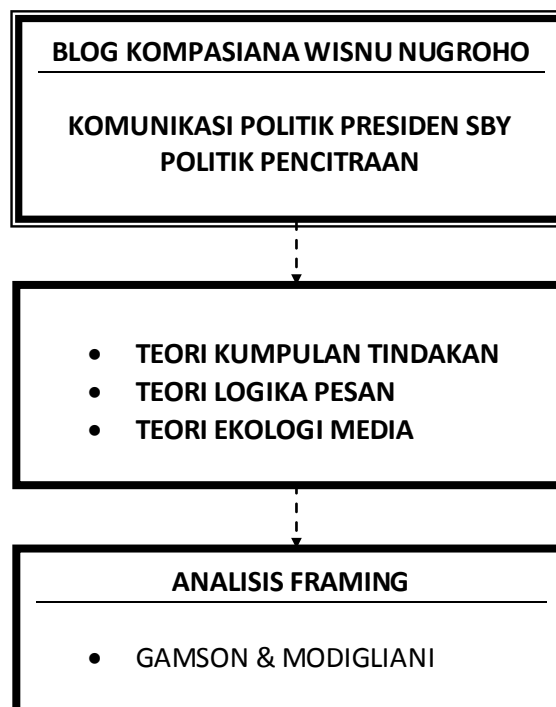 BLOG KOMPASIANA WISNU NUGROHO
KOMUNIKASI POLITIK PRESIDEN SBY
POLITIK PENCITRAAN
• TEORI KUMPULAN TINDAKAN
• TEORI LOGIKA PESAN
• TEORI EKOLOGI MEDIA
ANALISIS FRAMING
• GAMSON & MODIGLIANI